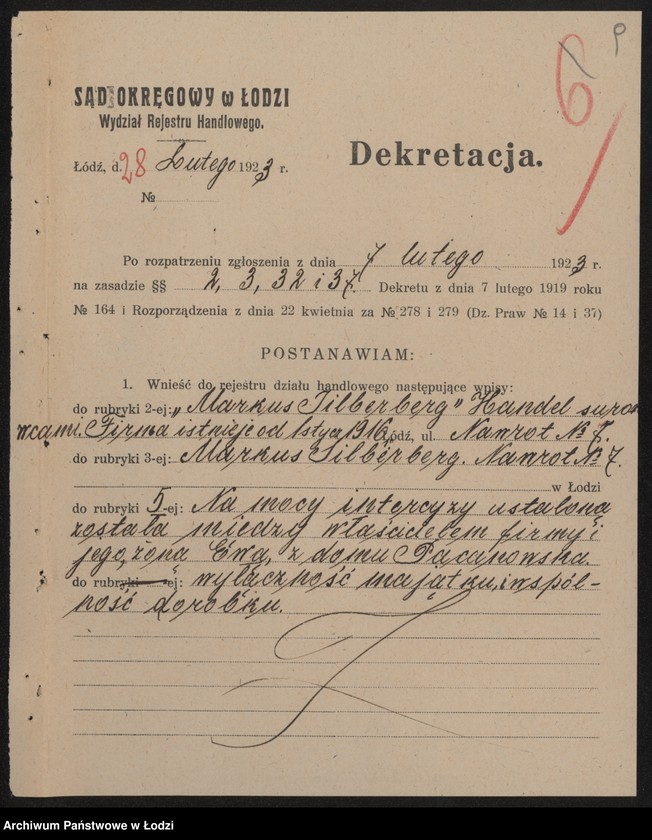 9
6
SĄD OKRĘGOWY w ŁODZI
Wydział Rejestru Handlowego.
Łódź, d. 28 Lutego 1923 r.
Dekretacja.
№
Po rozpatrzeniu zgłoszenia z dnia 7 lutego 1923 r.
na zasadzie §§ 2, 3, 32 i 37. Dekretu z dnia 7 lutego 1919 roku
№ 164 i Rozporządzenia z dnia 22 kwietnia za № 278 i 279 (Dz. Praw № 14 i 37)
POSTANAWIAM:
1. Wnieść do rejestru działu handlowego następujące wpisy:
do rubryki 2-ej: „Markus Silberberg" Handel suro
wcami. Firma istnieje od 1 stycz 1916, Łódź, ul. Nawrot № 7.
do rubryki 3-ej: Markus Silberberg. Nawrot № 7.
w Łodzi
do rubryki 5-ej: Na mocy intercyzy ustaloną
została między właścicielem firmy i
jego żoną Ewą, z domu Pacanowska
do rubryki -ej: wyłączność majątku, i wspól-
ność dorobku.
Archiwum Państwowe w Łodzi